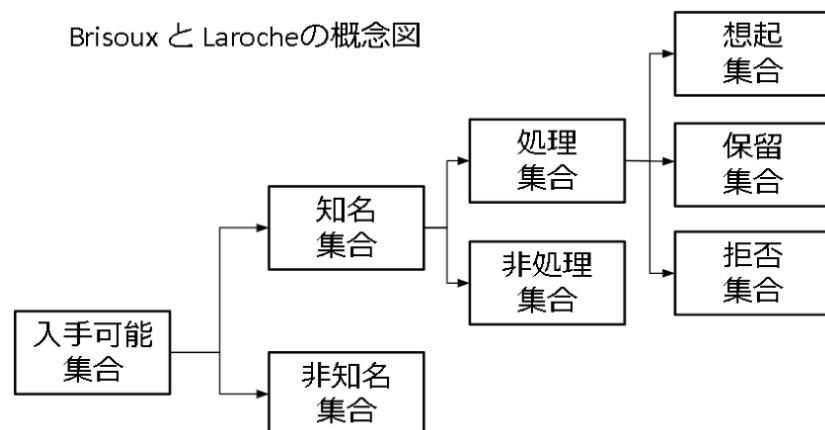 Brisoux と Larocheの概念図
想起
集合
処理
集合
保留
集合
知名
集合
非処理
集合
拒否
集合
入手可能
集合
非知名
集合